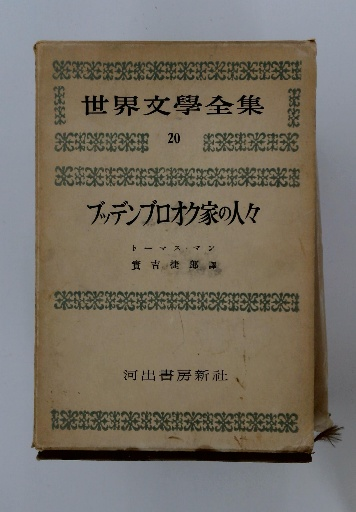 世界文學全集
20
ブッデンブロオク家の人々
トーマス・マン
實吉捷郎 譯
河出書房新社